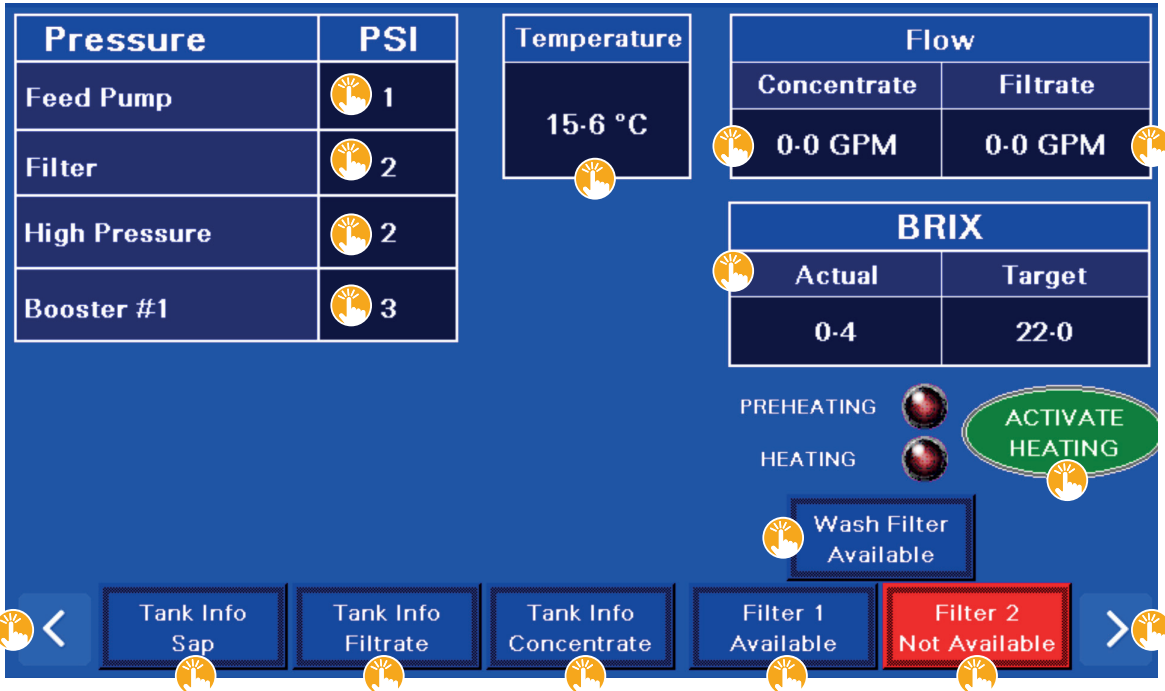 Pressure PSI
Feed Pump 1
Filter 2
High Pressure 2
Booster #1 3
Temperature
15·6 °C
Flow
Concentrate Filtrate
0·0 GPM 0·0 GPM
BRIX
Actual Target
0·4 22·0
PREHEATING
HEATING
ACTIVATE
HEATING
Wash Filter
Available
Tank Info
Sap
Tank Info
Filtrate
Tank Info
Concentrate
Filter 1
Available
Filter 2
Not Available